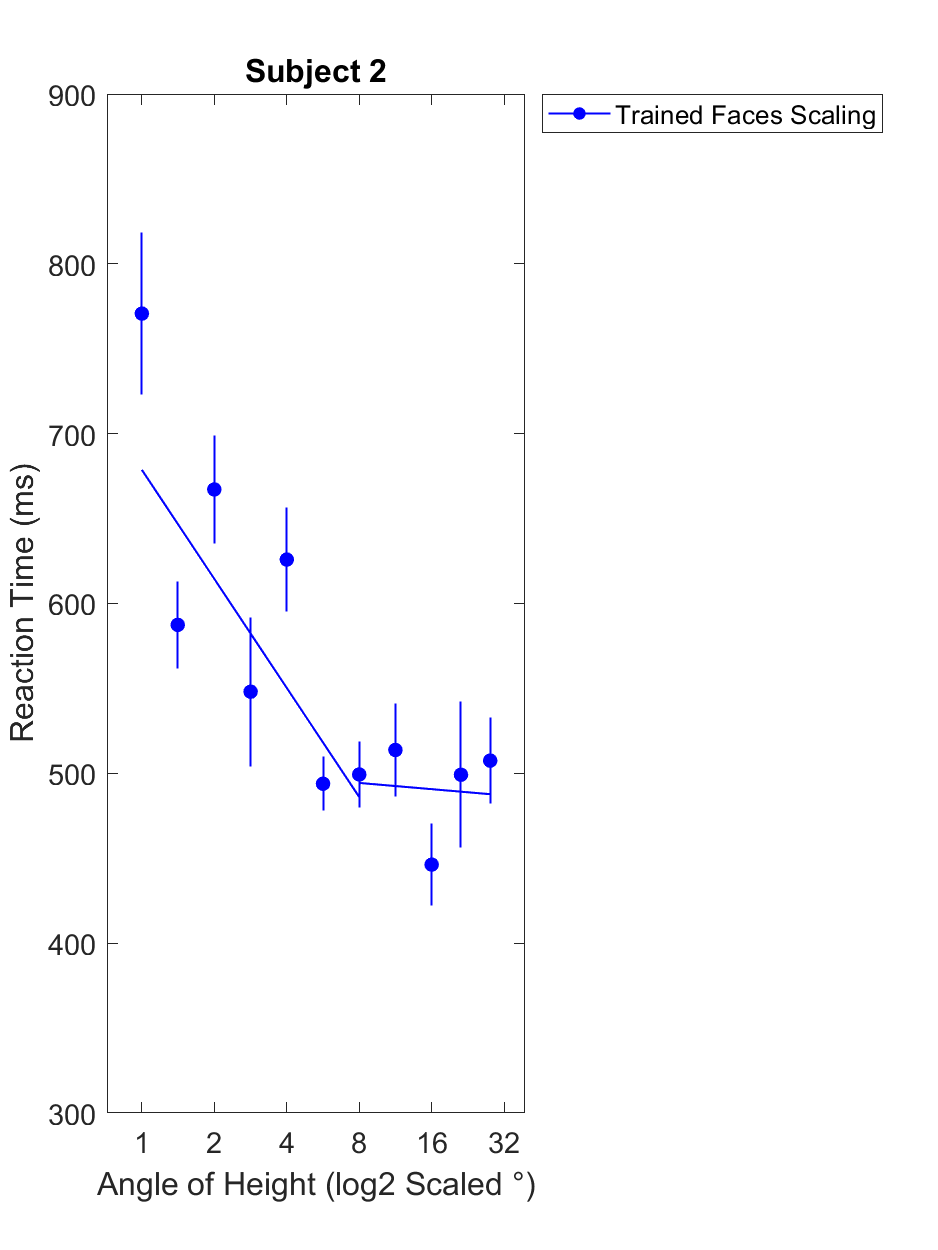 Subject 2
Trained Faces Scaling
900
800
700
600
500
400
300
Reaction Time (ms)
1 2 4 8 16 32
Angle of Height (log2 Scaled °)